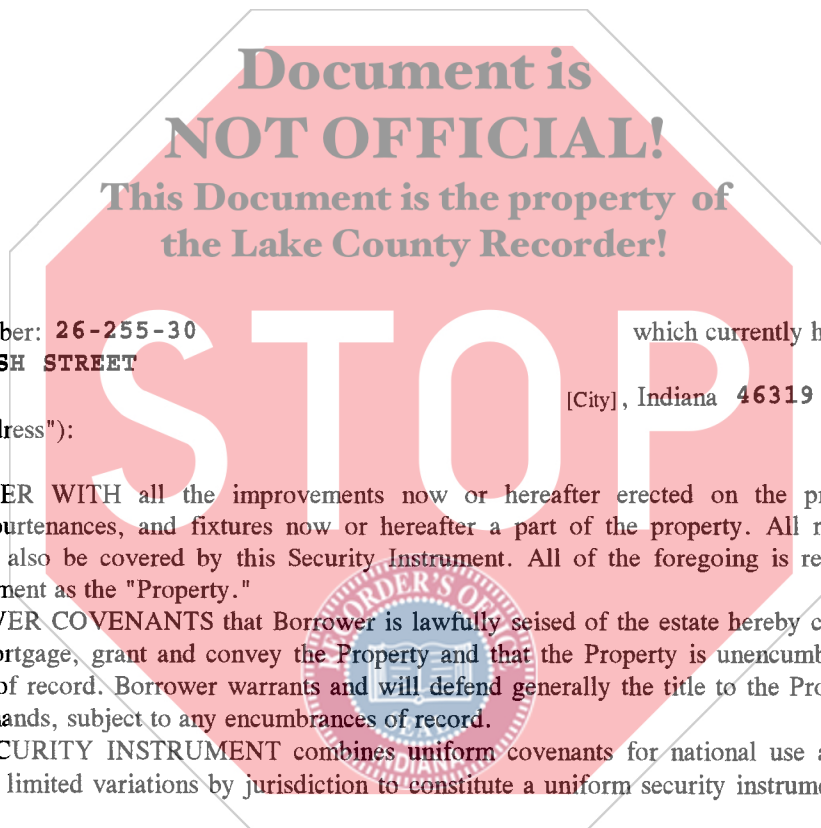 Document is
NOT OFFICIAL!
This Document is the property of
the Lake County Recorder!
STOP
ber: 26-255-30 which currently h
SH STREET
[City], Indiana 46319
dress"):
ER WITH all the improvements now or hereafter erected on the pr
purtenances, and fixtures now or hereafter a part of the property. All r
also be covered by this Security Instrument. All of the foregoing is re
ment as the "Property."
VER COVENANTS that Borrower is lawfully seised of the estate hereby c
ortgage, grant and convey the Property and that the Property is unencumb
of record. Borrower warrants and will defend generally the title to the Pro
ands, subject to any encumbrances of record.
CURITY INSTRUMENT combines uniform covenants for national use a
limited variations by jurisdiction to constitute a uniform security instrume
RECORDER'S OFFICE
INDIANA